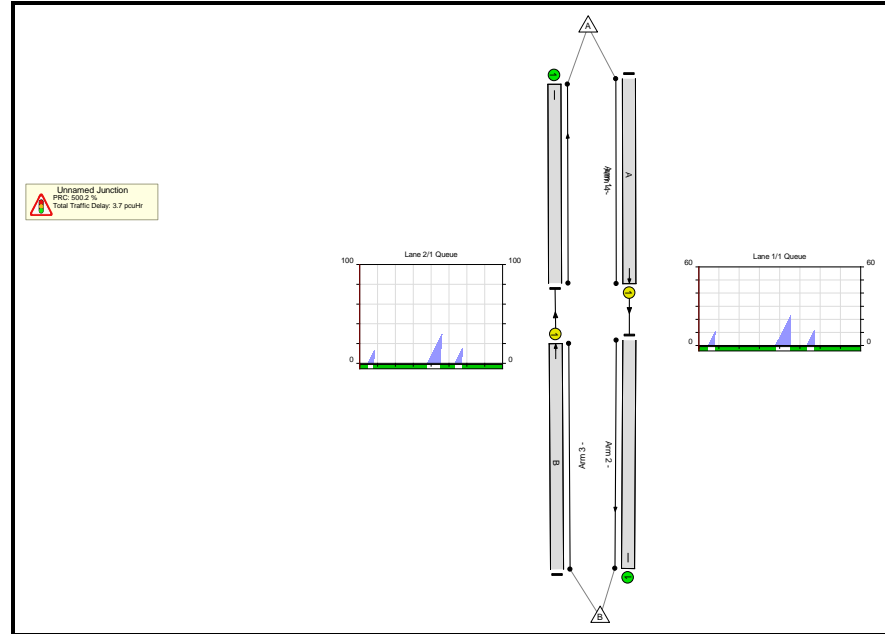 A
Unnamed Junction
PRC: 500.2 %
Total Traffic Delay: 3.7 pcuHr
A
Lane 2/1 Queue
100
100
0
0
Lane 1/1 Queue
60
60
0
0
B
Arm 3 -
Arm 2 -
B